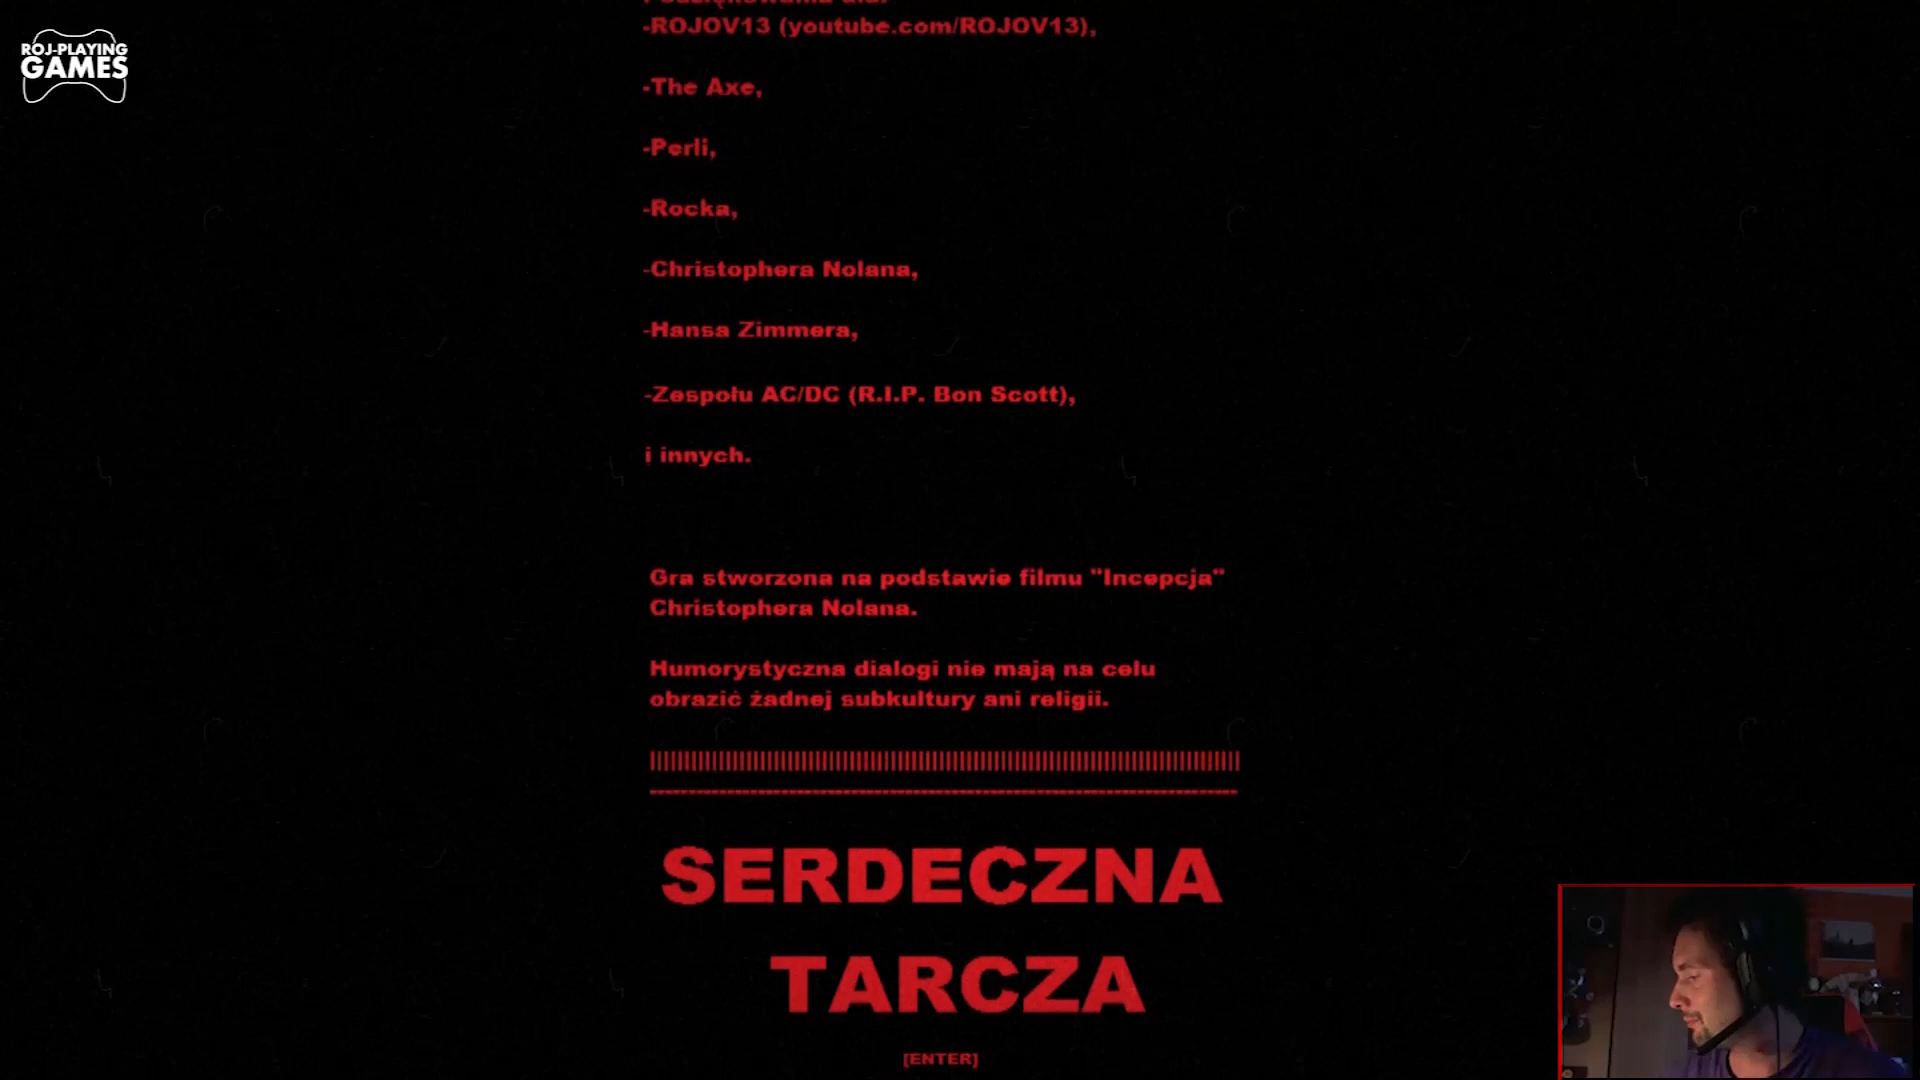 ROJ-PLAYING
GAMES
-ROJOV13 (youtube.com/ROJOV13),
-The Axe,
-Perli,
-Rocka,
-Christophera Nolana,
-Hansa Zimmera,
-Zespołu AC/DC (R.I.P. Bon Scott),
i innych.
Gra stworzona na podstawie filmu "Incepcja"
Christophera Nolana.
Humorystyczna dialogi nie mają na celu
obrazić żadnej subkultury ani religii.
SERDECZNA
TARCZA
[ENTER]